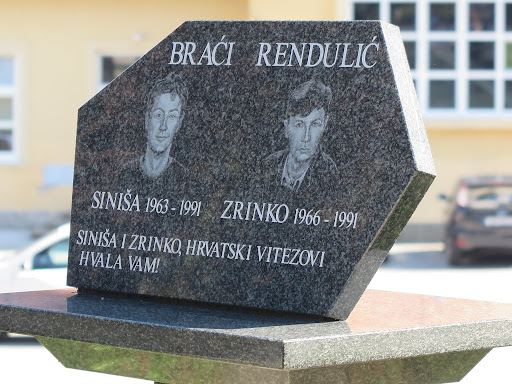 BRAĆI RENDULIĆ
SINIŠA 1963-1991 ZRINKO 1966-1991
SINIŠA I ZRINKO, HRVATSKI VITEZOVI
HVALA VAM!